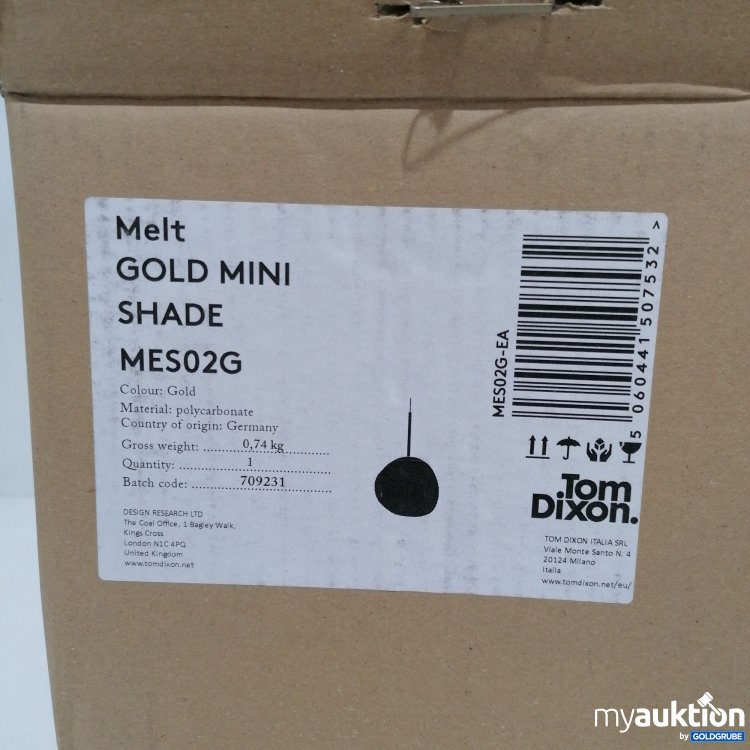 Melt
GOLD MINI
SHADE
MES02G
Colour: Gold
Material: polycarbonate
Country of origin: Germany
Gross weight: 0,74 kg
Quantity: 1
Batch code: 709231
DESIGN RESEARCH LTD
The Coal Office, 1 Bagley Walk,
Kings Cross
London N1C 4PQ
United Kingdom
www.tomdixon.net
MES02G-EA
5 060441 507532 >
Tom
Dixon.
TOM DIXON ITALIA SRL
Viale Monte Santo N. 4
20124 Milano
Italia
www.tomdixon.net/eu/
myauktion
by GOLDGRUBE